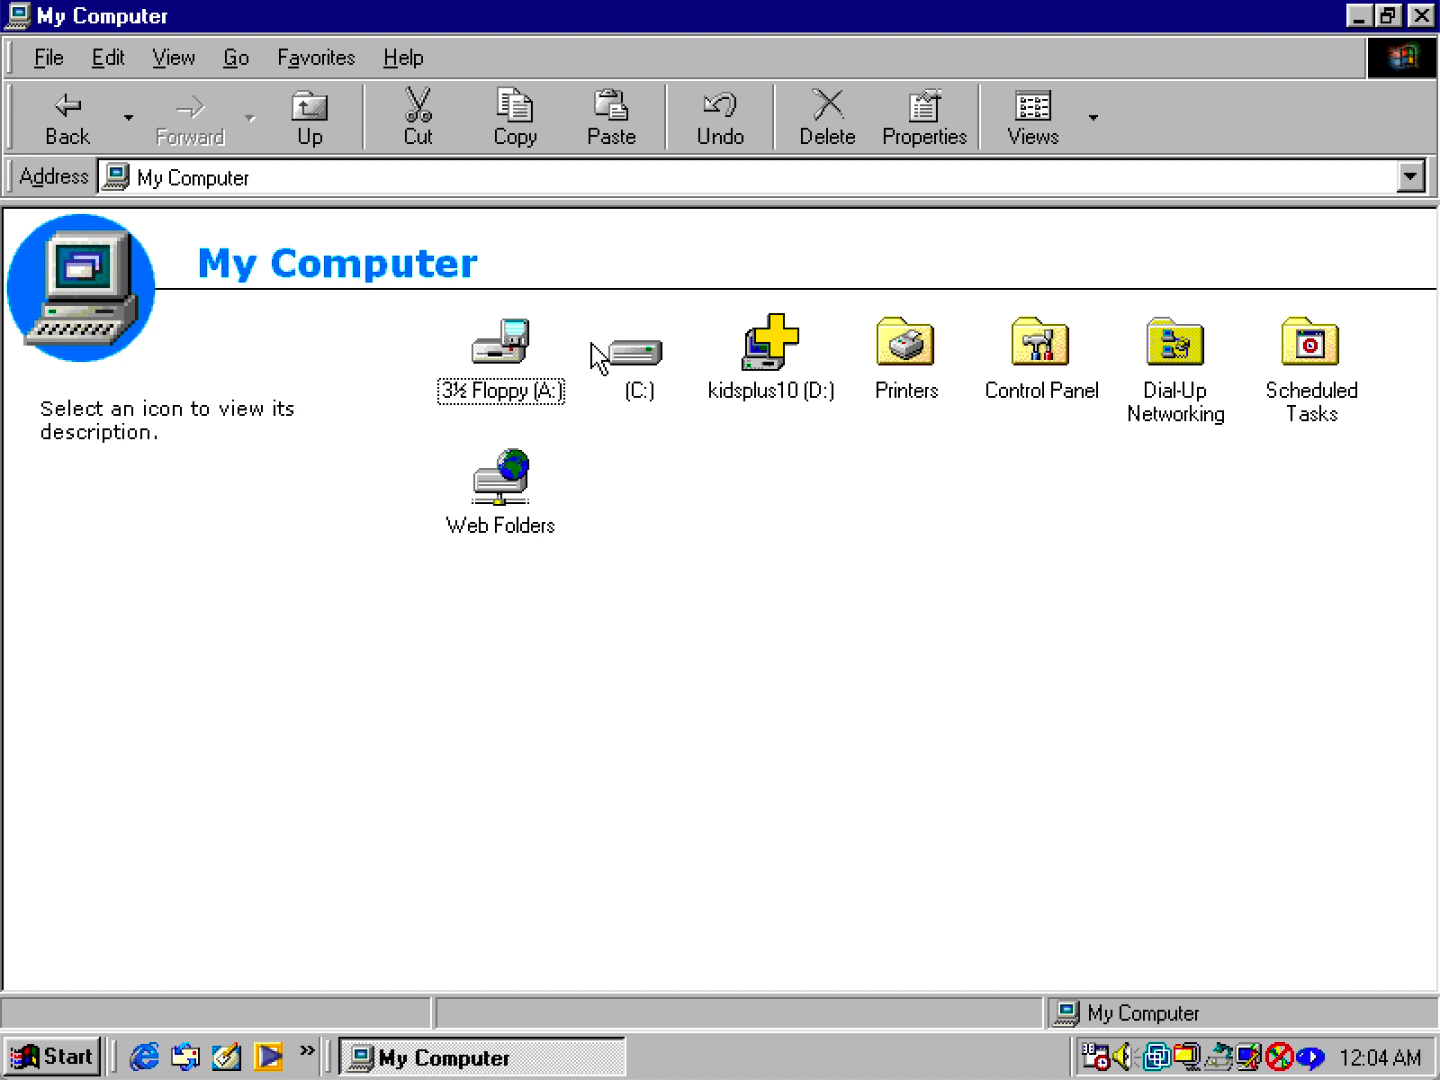 My Computer
File Edit View Go Favorites Help
Back Forward Up Cut Copy Paste Undo Delete Properties Views
Address My Computer
My Computer
Select an icon to view its
description.
3½ Floppy (A:) (C:) kidsplus10 (D:) Printers Control Panel Dial-Up Networking Scheduled Tasks
Web Folders
My Computer
Start » My Computer 12:04 AM